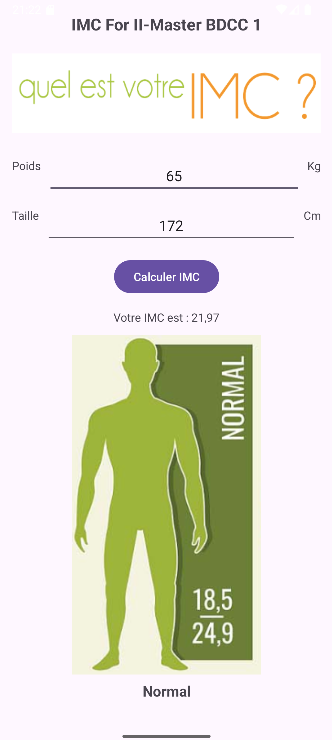 IMC For II-Master BDCC 1
quel est votre IMC ?
Poids 65 Kg
Taille 172 Cm
Calculer IMC
Votre IMC est : 21,97
NORMAL
18,5
24,9
Normal